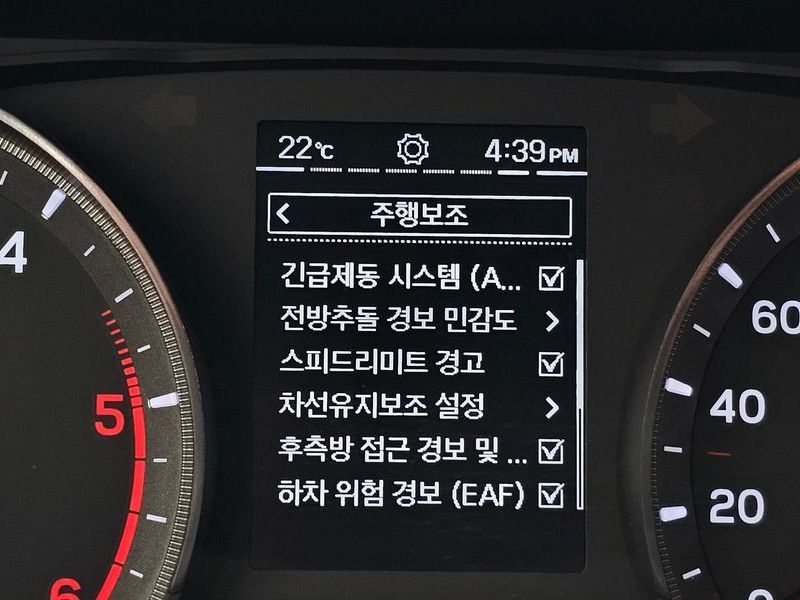 22℃ 4:39PM
< 주행보조
긴급제동 시스템 (A...
전방추돌 경보 민감도 >
스피드리미트 경고
차선유지보조 설정 >
후측방 접근 경보 및 ...
하차 위험 경보 (EAF)
4
5
6
60
40
20
0